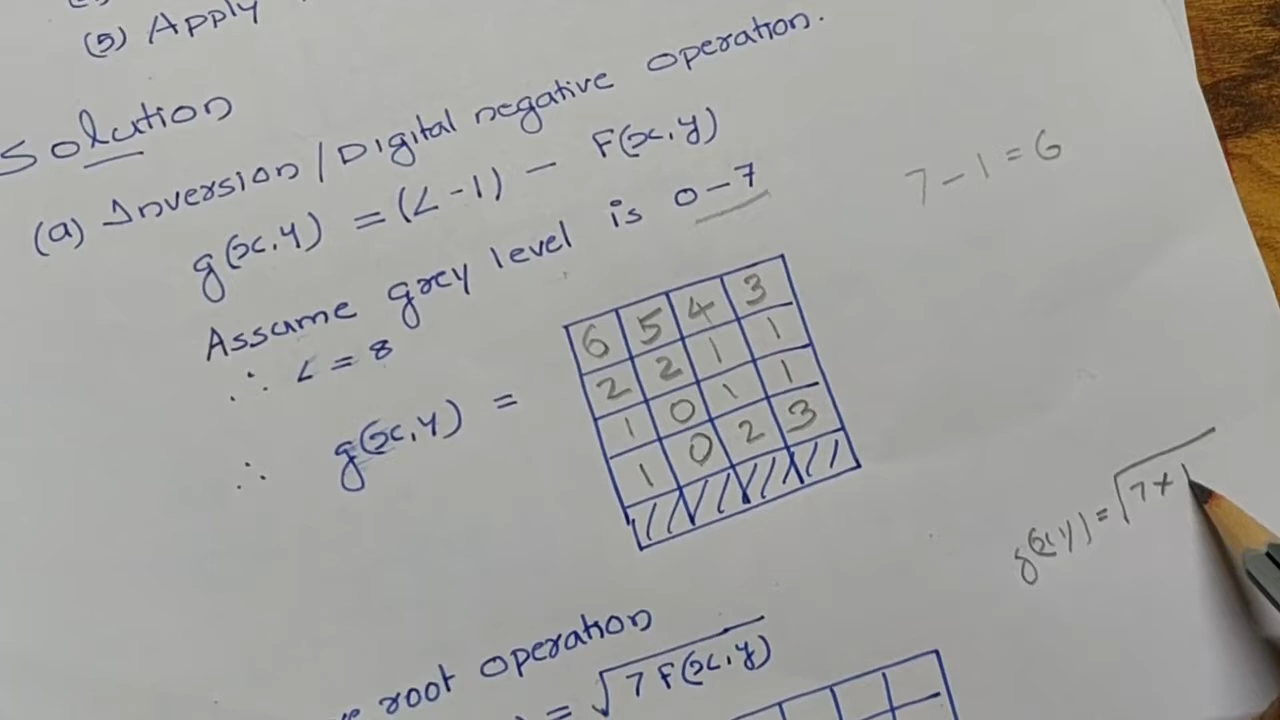 (5) Apply
Solution
(a) Inversion / Digital negative operation.
g(x,y) = (L-1) - F(x,y)
7-1=6
Assume grey level is 0-7
∴ L = 8
∴ g(x,y) =
6 5 4 3
2 2 1 1
1 0 1 1
1 0 2 3
g(x,y) = √7×1
root operation
= √7 F(x,y)